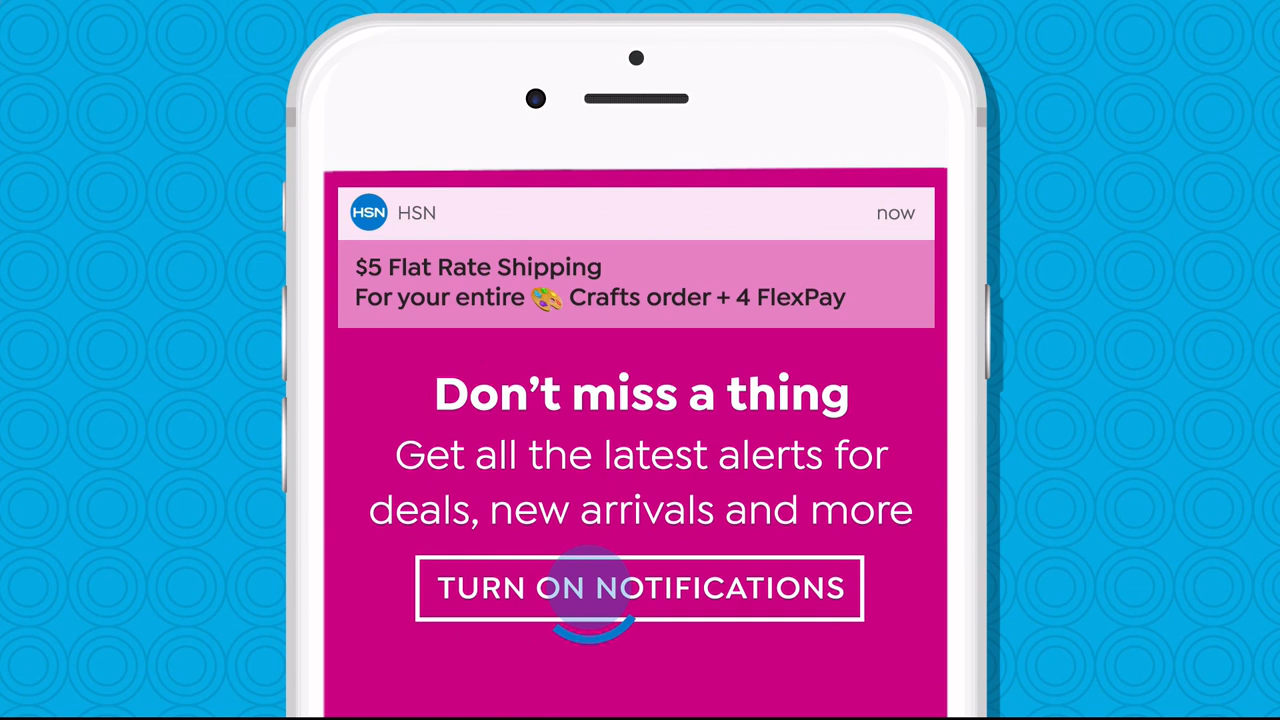 HSN HSN now
$5 Flat Rate Shipping
For your entire 🎨 Crafts order + 4 FlexPay
Don't miss a thing
Get all the latest alerts for
deals, new arrivals and more
TURN ON NOTIFICATIONS